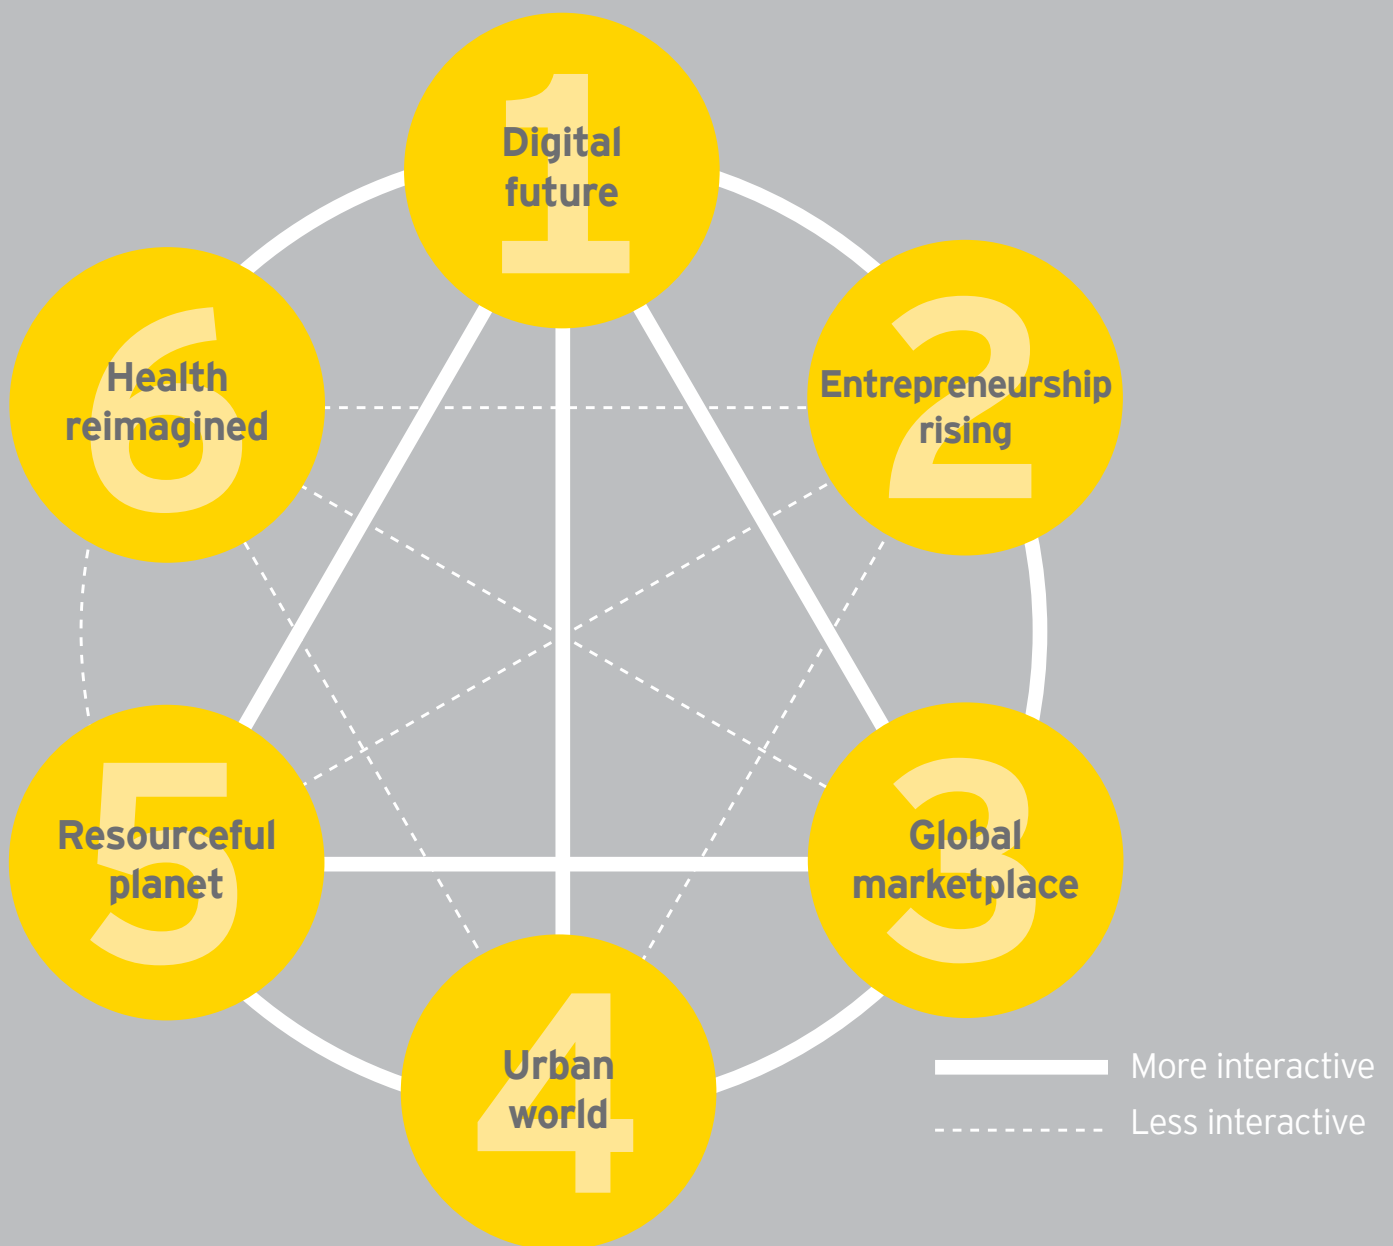 1
Digital
future
2
Entrepreneurship
rising
3
Global
marketplace
4
Urban
world
5
Resourceful
planet
6
Health
reimagined
More interactive
Less interactive